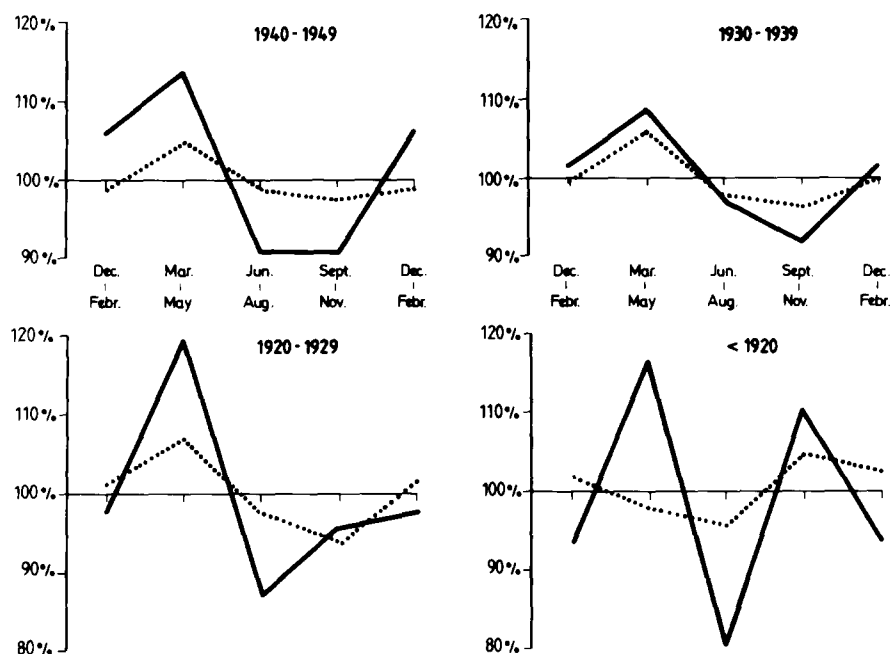 120%
1940 - 1949
110%
100%
90%
Dec. Mar. Jun. Sept. Dec.
Febr. May Aug. Nov. Febr.
120%
1930 - 1939
110%
100%
90%
Dec. Mar. Jun. Sept. Dec.
Febr. May Aug. Nov. Febr.
120%
1920 - 1929
110%
100%
90%
80%
120%
< 1920
110%
100%
90%
80%